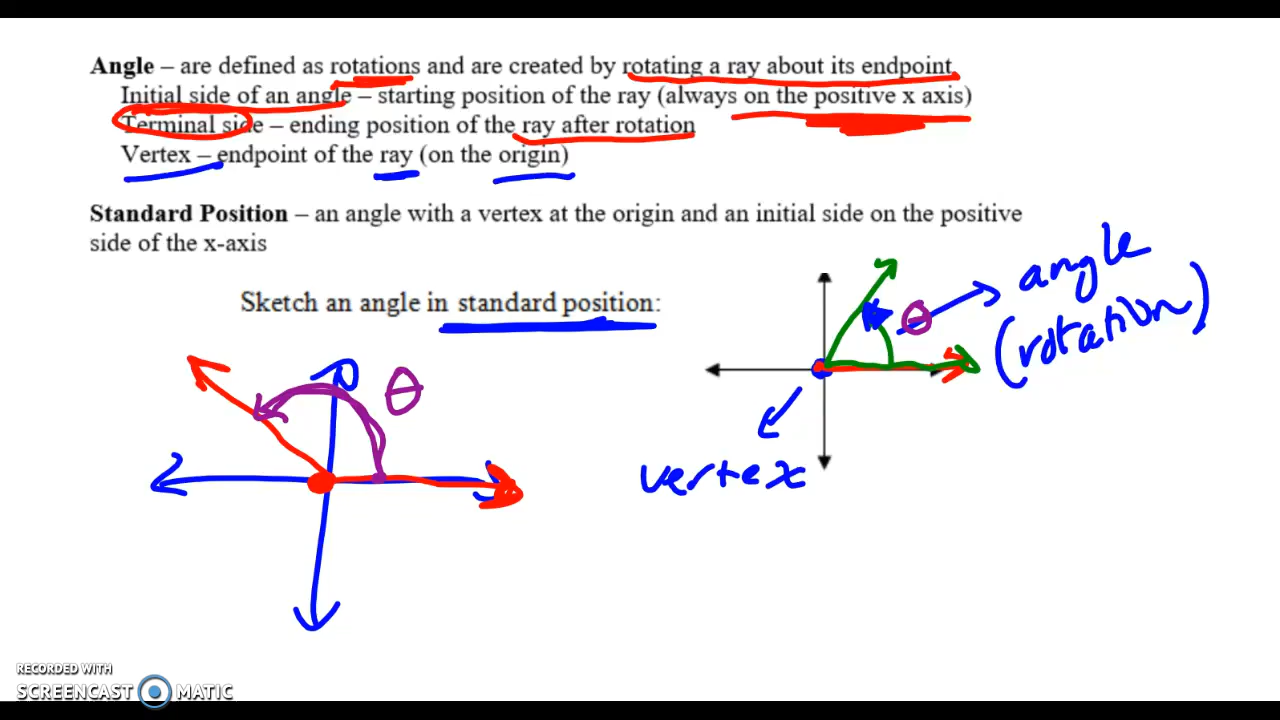 Angle – are defined as rotations and are created by rotating a ray about its endpoint.
Initial side of an angle – starting position of the ray (always on the positive x axis)
Terminal side – ending position of the ray after rotation
Vertex – endpoint of the ray (on the origin)
Standard Position – an angle with a vertex at the origin and an initial side on the positive
side of the x-axis
Sketch an angle in standard position:
angle
(rotation)
θ
θ
vertex
RECORDED WITH
SCREENCAST MATIC